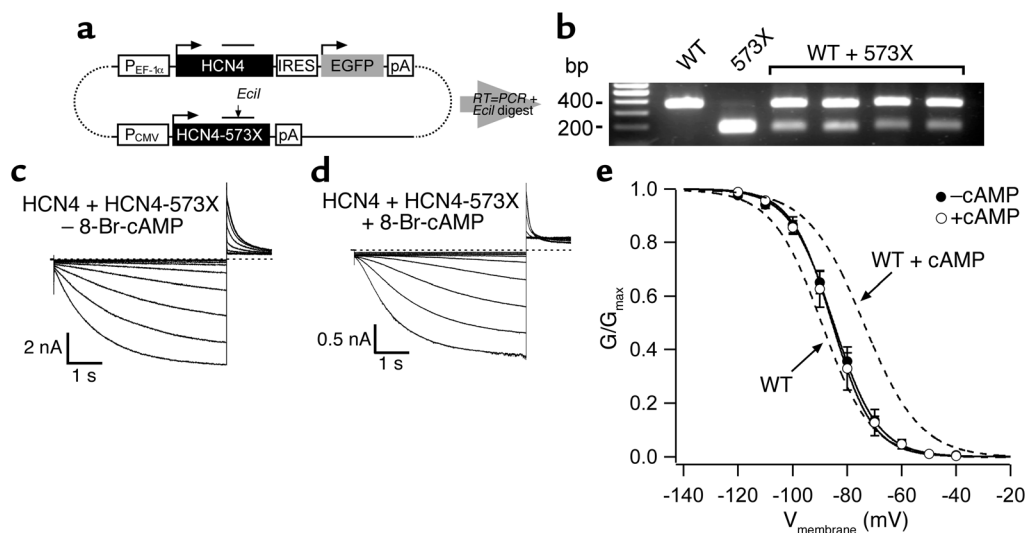 a
P EF-1α HCN4 IRES EGFP pA
EciI
P CMV HCN4-573X pA
RT=PCR +
EciI digest
b
WT 573X WT + 573X
bp
400
200
c
HCN4 + HCN4-573X
– 8-Br-cAMP
2 nA
1 s
d
HCN4 + HCN4-573X
+ 8-Br-cAMP
0.5 nA
1 s
e
–cAMP
+cAMP
WT + cAMP
WT
G/Gmax
1.0
0.8
0.6
0.4
0.2
0.0
-140 -120 -100 -80 -60 -40 -20
Vmembrane (mV)